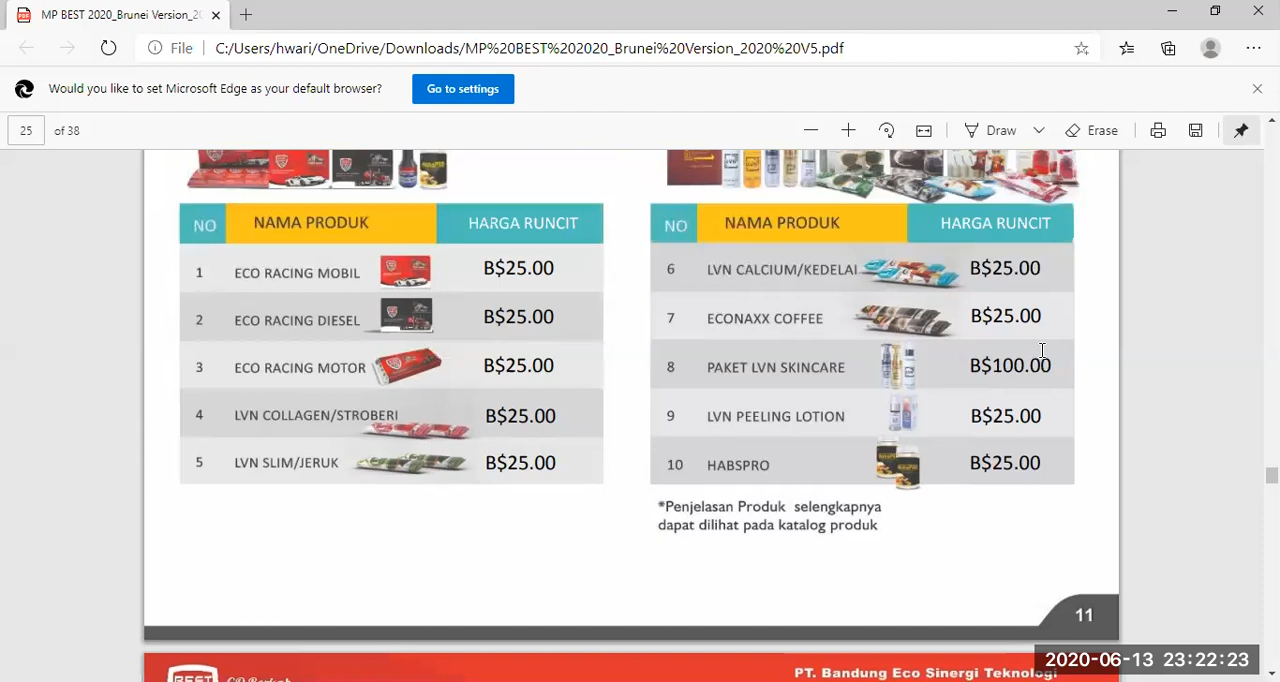 MP BEST 2020_Brunei Version_20
File
C:/Users/hwari/OneDrive/Downloads/MP%20BEST%202020_Brunei%20Version_2020%20V5.pdf
Would you like to set Microsoft Edge as your default browser?
Go to settings
25 of 38
Draw
Erase
NO NAMA PRODUK HARGA RUNCIT
1 ECO RACING MOBIL B$25.00
2 ECO RACING DIESEL B$25.00
3 ECO RACING MOTOR B$25.00
4 LVN COLLAGEN/STROBERI B$25.00
5 LVN SLIM/JERUK B$25.00
NO NAMA PRODUK HARGA RUNCIT
6 LVN CALCIUM/KEDELAI B$25.00
7 ECONAXX COFFEE B$25.00
8 PAKET LVN SKINCARE B$100.00
9 LVN PEELING LOTION B$25.00
10 HABSPRO B$25.00
*Penjelasan Produk selengkapnya
dapat dilihat pada katalog produk
11
BEST
PT. Bandung Eco Sinergi Teknologi
2020-06-13 23:22:23